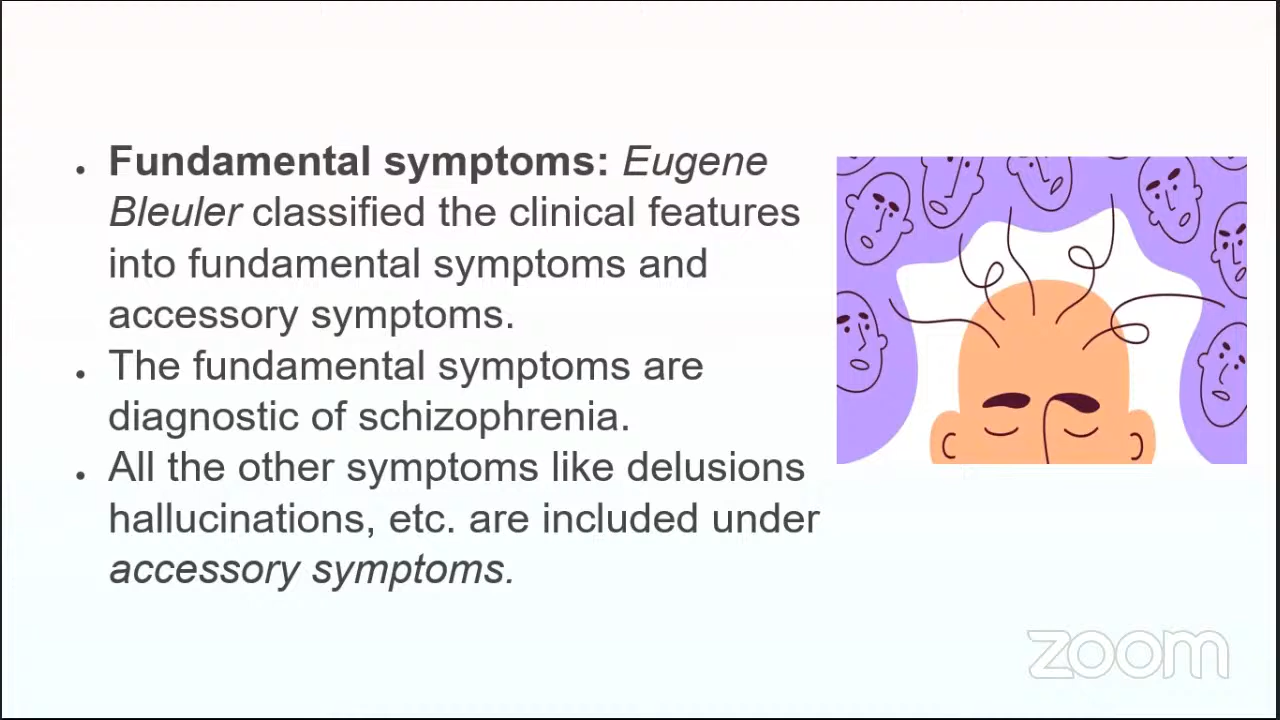 • Fundamental symptoms: Eugene
Bleuler classified the clinical features
into fundamental symptoms and
accessory symptoms.
• The fundamental symptoms are
diagnostic of schizophrenia.
• All the other symptoms like delusions
hallucinations, etc. are included under
accessory symptoms.
zoom